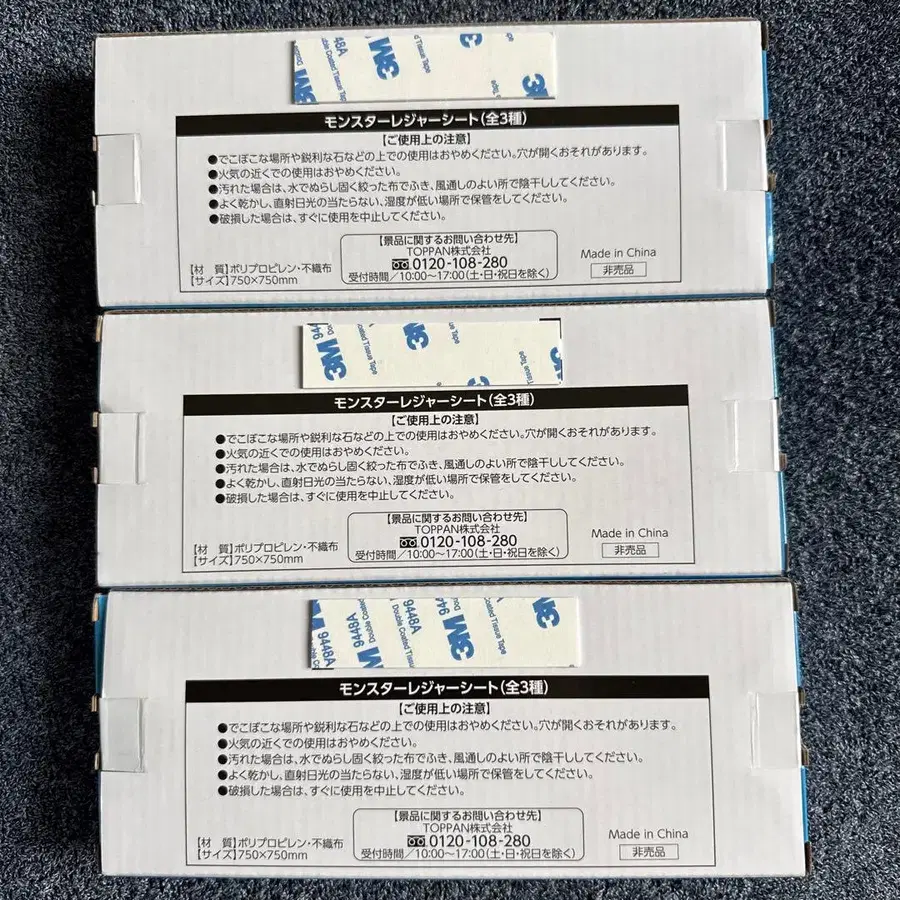 9448A
Double Coated Tissue Tape
3M
3M
3M
Tape
モンスターレジャーシート(全3種)
【ご使用上の注意】
●でこぼこな場所や鋭利な石などの上での使用はおやめください。穴が開くおそれがあります。
●火気の近くでの使用はおやめください。
●汚れた場合は、水でぬらし固く絞った布でふき、風通しのよい所で陰干ししてください。
●よく乾かし、直射日光の当たらない、湿度が低い場所で保管をしてください。
●破損した場合は、すぐに使用を中止してください。
【景品に関するお問い合わせ先】
TOPPAN株式会社
0120-108-280
受付時間/10:00〜17:00(土・日・祝日を除く)
【材 質】ポリプロピレン・不織布
【サイズ】750×750mm
Made in China
非売品
3M
3M
3M
Tissue Tape
モンスターレジャーシート(全3種)
【ご使用上の注意】
●でこぼこな場所や鋭利な石などの上での使用はおやめください。穴が開くおそれがあります。
●火気の近くでの使用はおやめください。
●汚れた場合は、水でぬらし固く絞った布でふき、風通しのよい所で陰干ししてください。
●よく乾かし、直射日光の当たらない、湿度が低い場所で保管をしてください。
●破損した場合は、すぐに使用を中止してください。
【景品に関するお問い合わせ先】
TOPPAN株式会社
0120-108-280
受付時間/10:00〜17:00(土・日・祝日を除く)
【材 質】ポリプロピレン・不織布
【サイズ】750×750mm
Made in China
非売品
9448A
9448A
Double Coated
3M
9448A
Double Coated Tissue
3M
Tissue Tape
3M
モンスターレジャーシート(全3種)
【ご使用上の注意】
●でこぼこな場所や鋭利な石などの上での使用はおやめください。穴が開くおそれがあります。
●火気の近くでの使用はおやめください。
●汚れた場合は、水でぬらし固く絞った布でふき、風通しのよい所で陰干ししてください。
●よく乾かし、直射日光の当たらない、湿度が低い場所で保管をしてください。
●破損した場合は、すぐに使用を中止してください。
【景品に関するお問い合わせ先】
TOPPAN株式会社
0120-108-280
受付時間/10:00〜17:00(土・日・祝日を除く)
【材 質】ポリプロピレン・不織布
【サイズ】750×750mm
Made in China
非売品